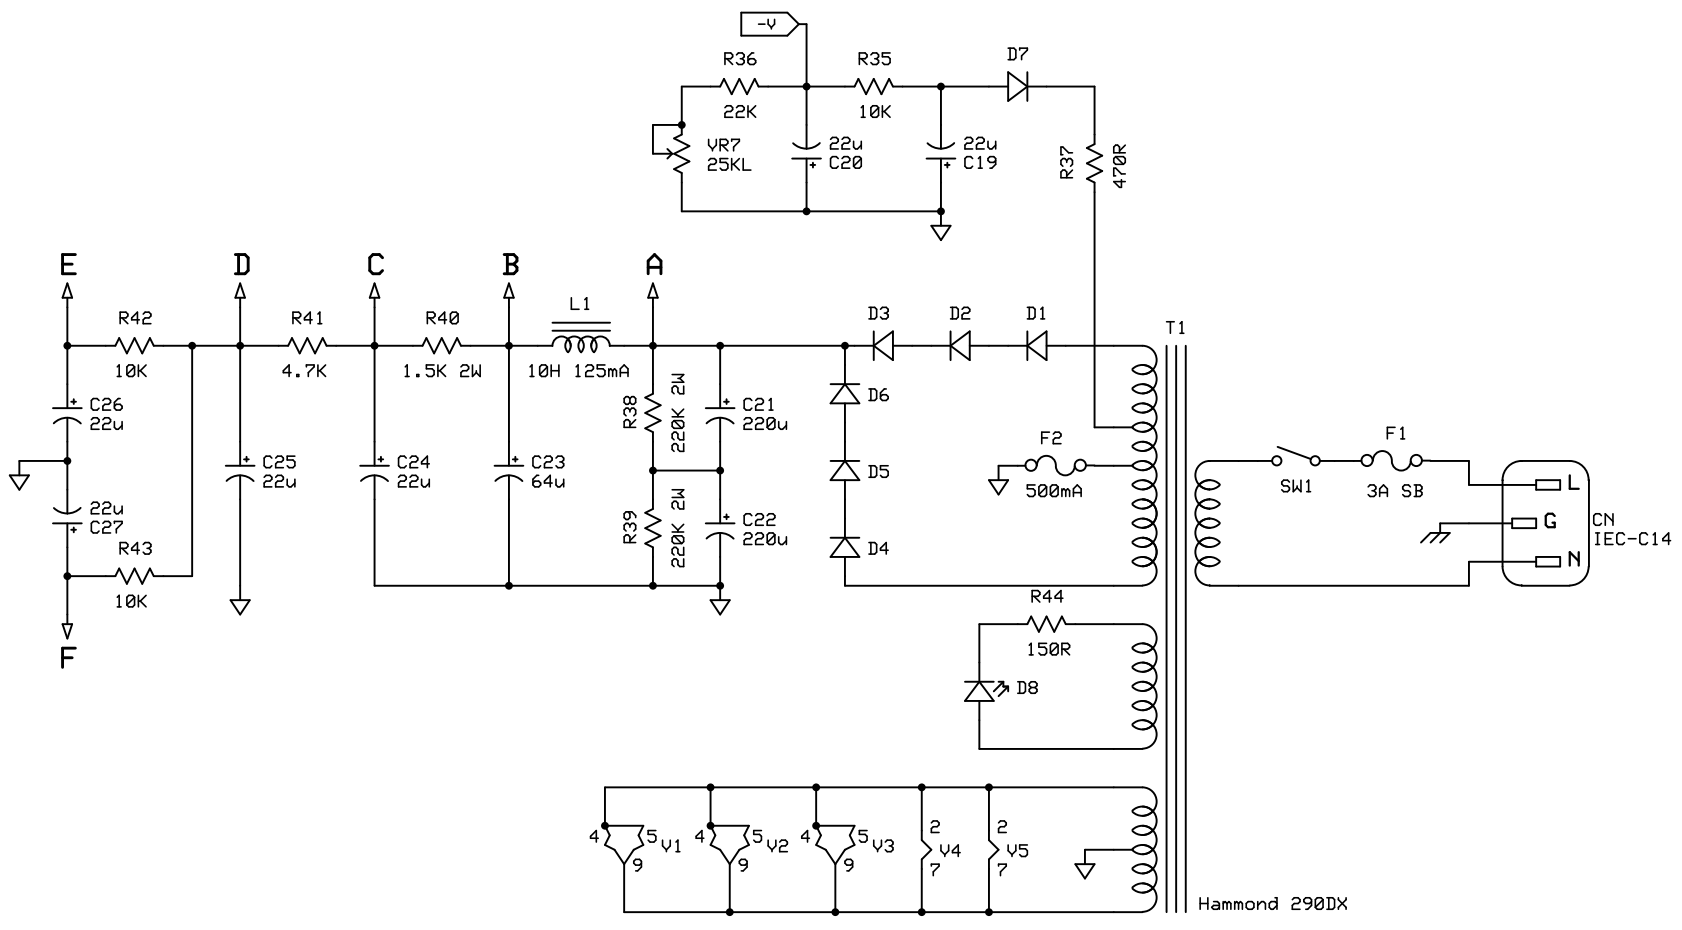 -V
R36
22K
R35
10K
D7
VR7
25KL
22u
C20
22u
C19
R37
470R
E
D
C
B
A
R42
10K
R41
4.7K
R40
1.5K 2W
L1
10H 125mA
D3
D2
D1
T1
C26
22u
R38
220K 2W
C21
220u
D6
F2
500mA
SW1
F1
3A SB
C25
22u
C24
22u
C23
64u
D5
L
G
N
CN
IEC-C14
22u
C27
R39
220K 2W
C22
220u
D4
R43
10K
F
R44
150R
D8
4
5
V1
9
4
5
V2
9
4
5
V3
9
2
V4
7
2
V5
7
Hammond 290DX